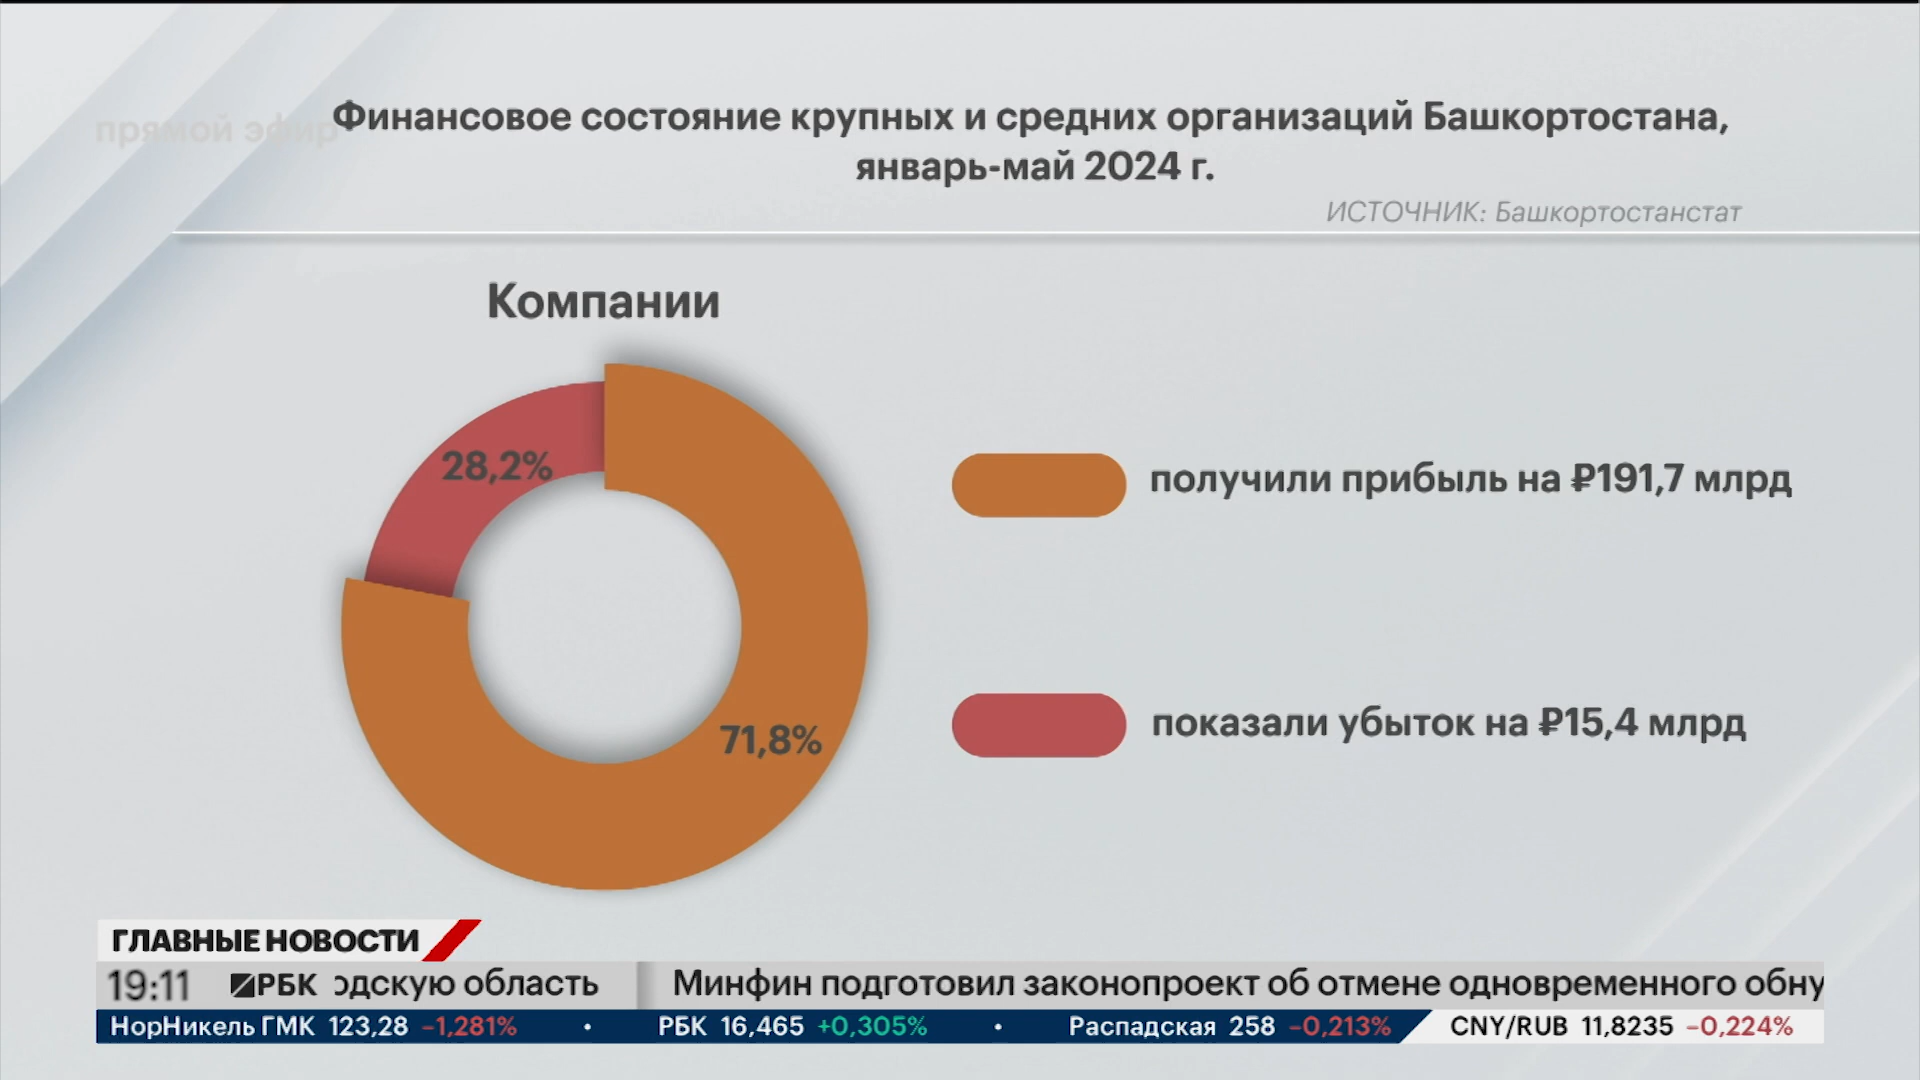 прямой эфир
Финансовое состояние крупных и средних организаций Башкортостана,
январь-май 2024 г.
ИСТОЧНИК: Башкортостанстат
Компании
28,2%
71,8%
получили прибыль на ₽191,7 млрд
показали убыток на ₽15,4 млрд
ГЛАВНЫЕ НОВОСТИ
19:11 РБК одскую область Минфин подготовил законопроект об отмене одновременного обну
НорНикель ГМК 123,28 −1,281% • РБК 16,465 +0,305% • Распадская 258 −0,213% CNY/RUB 11,8235 −0,224%